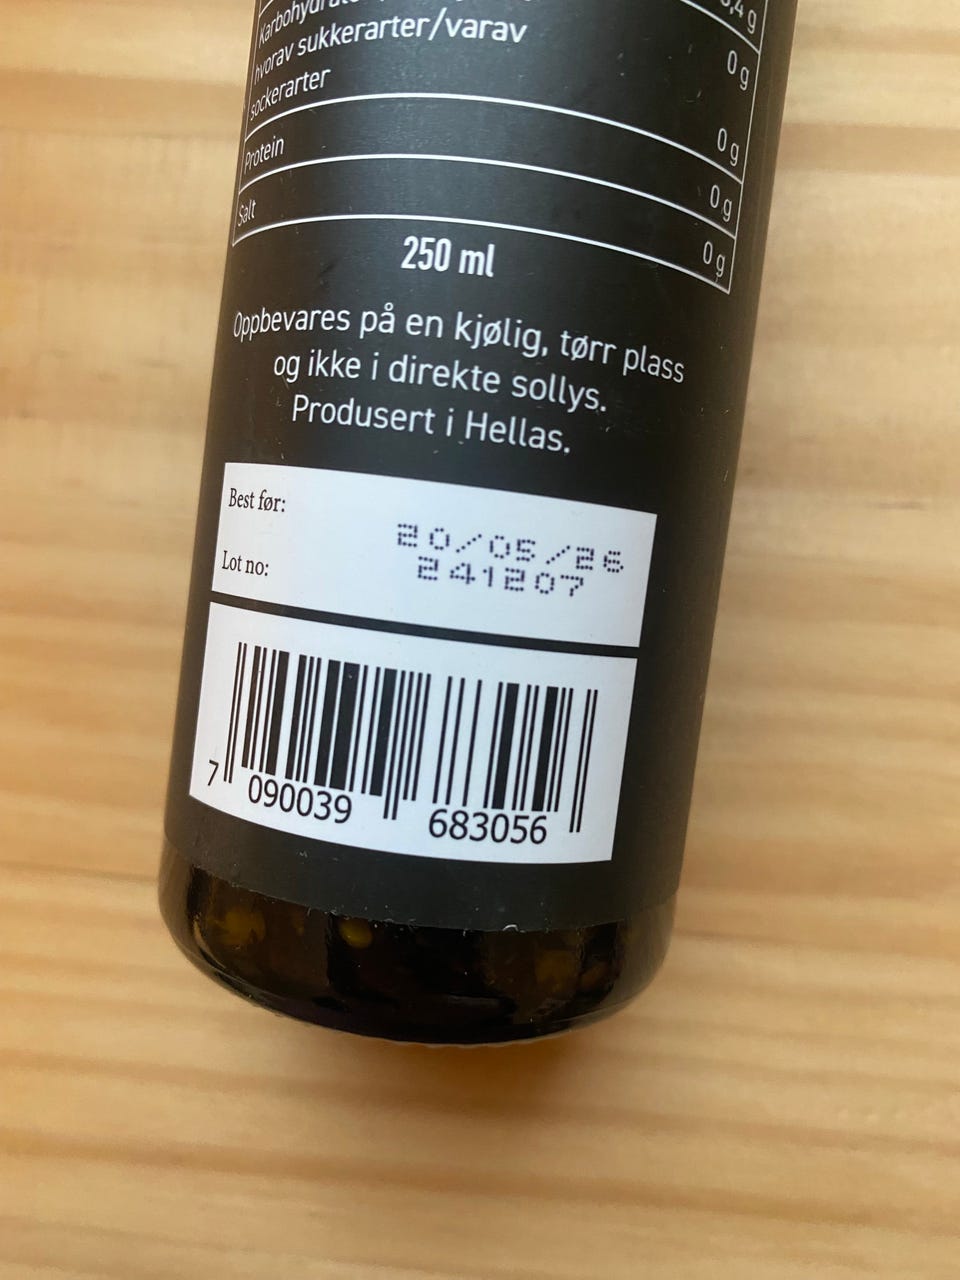 hvorav sukkerarter/varav
sockerarter
0 g
0 g
Protein
0 g
Salt
0 g
250 ml
Oppbevares på en kjølig, tørr plass
og ikke i direkte sollys.
Produsert i Hellas.
Best før: 20/05/26
Lot no: 241207
7 090039 683056